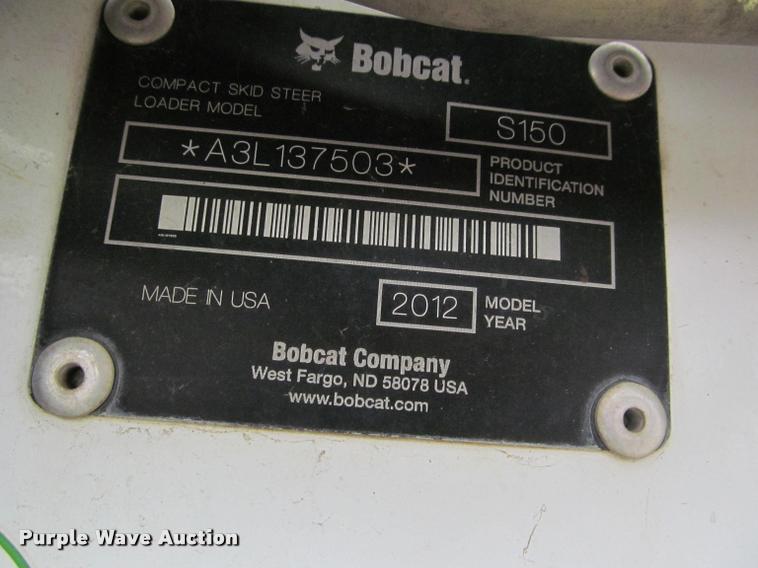 Bobcat.
COMPACT SKID STEER
LOADER MODEL
S150
*A3L137503*
PRODUCT
IDENTIFICATION
NUMBER
MADE IN USA
2012
MODEL
YEAR
Bobcat Company
West Fargo, ND 58078 USA
www.bobcat.com
Purple Wave Auction